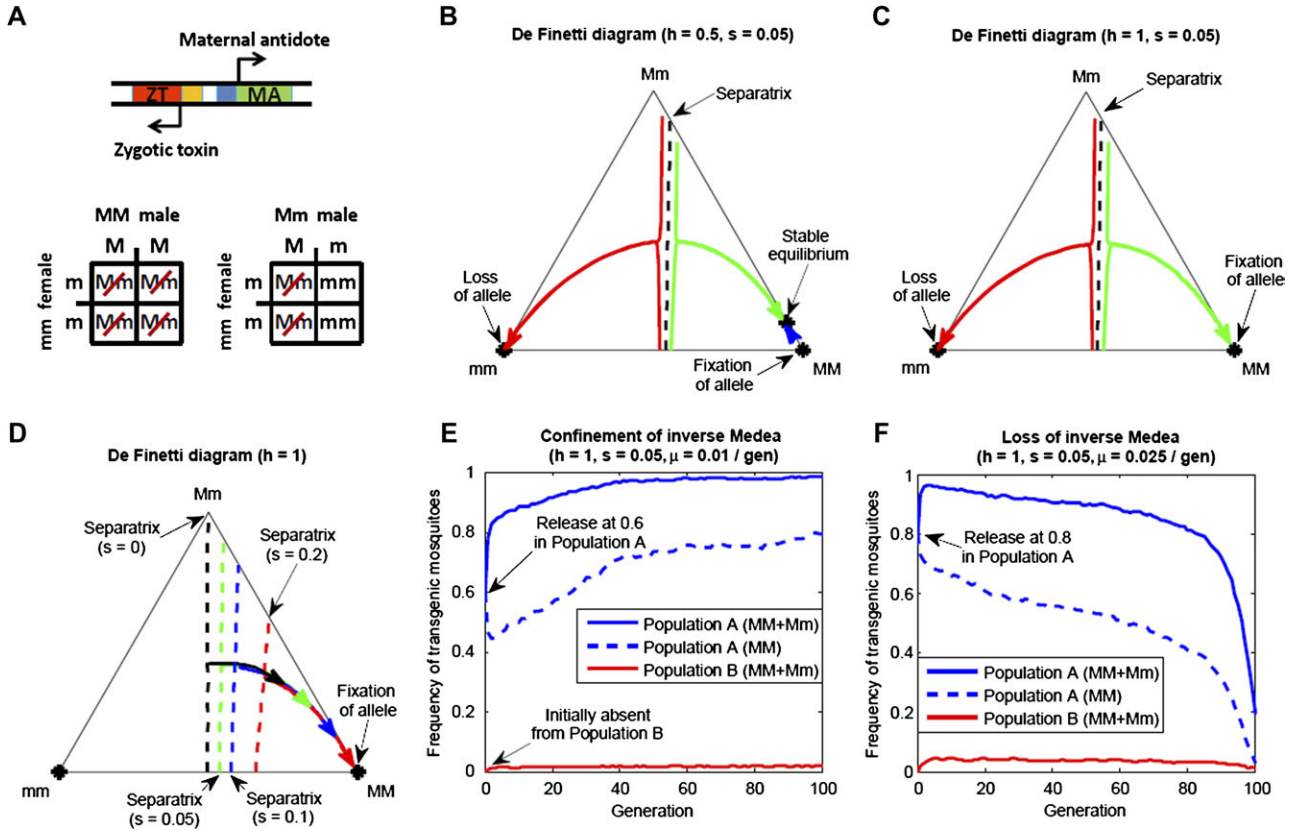 A
Maternal antidote
ZT
MA
Zygotic toxin
MM male
M M
mm female
m Mm Mm
m Mm Mm
Mm male
M m
mm female
m Mm mm
m Mm mm
B
De Finetti diagram (h = 0.5, s = 0.05)
Mm
Separatrix
Stable
equilibrium
Loss
of allele
Fixation
of allele
mm
MM
C
De Finetti diagram (h = 1, s = 0.05)
Mm
Separatrix
Loss
of allele
Fixation
of allele
mm
MM
D
De Finetti diagram (h = 1)
Mm
Separatrix
(s = 0)
Separatrix
(s = 0.2)
Fixation
of allele
mm
MM
Separatrix
(s = 0.05)
Separatrix
(s = 0.1)
E
Confinement of inverse Medea
(h = 1, s = 0.05, μ = 0.01 / gen)
Frequency of transgenic mosquitoes
1
0.8
0.6
0.4
0.2
0
Release at 0.6
in Population A
Population A (MM+Mm)
Population A (MM)
Population B (MM+Mm)
Initially absent
from Population B
0 20 40 60 80 100
Generation
F
Loss of inverse Medea
(h = 1, s = 0.05, μ = 0.025 / gen)
Frequency of transgenic mosquitoes
1
0.8
0.6
0.4
0.2
0
Release at 0.8
in Population A
Population A (MM+Mm)
Population A (MM)
Population B (MM+Mm)
0 20 40 60 80 100
Generation